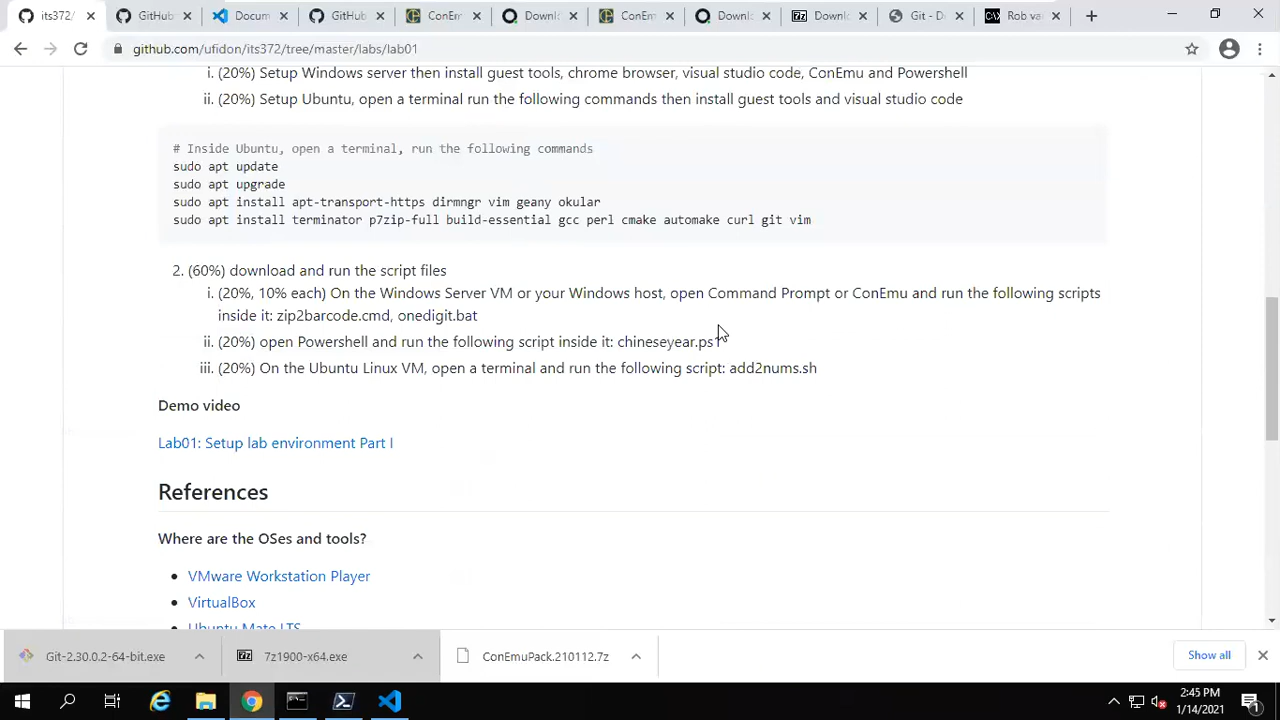 its372/
GitHub
Docum
GitHub
ConEm
Downl
ConEm
Downl
Downl
Git - D
Rob va
github.com/ufidon/its372/tree/master/labs/lab01
i. (20%) Setup Windows server then install guest tools, chrome browser, visual studio code, ConEmu and Powershell
ii. (20%) Setup Ubuntu, open a terminal run the following commands then install guest tools and visual studio code
# Inside Ubuntu, open a terminal, run the following commands
sudo apt update
sudo apt upgrade
sudo apt install apt-transport-https dirmngr vim geany okular
sudo apt install terminator p7zip-full build-essential gcc perl cmake automake curl git vim
2. (60%) download and run the script files
i. (20%, 10% each) On the Windows Server VM or your Windows host, open Command Prompt or ConEmu and run the following scripts
inside it: zip2barcode.cmd, onedigit.bat
ii. (20%) open Powershell and run the following script inside it: chineseyear.ps1
iii. (20%) On the Ubuntu Linux VM, open a terminal and run the following script: add2nums.sh
Demo video
Lab01: Setup lab environment Part I
References
Where are the OSes and tools?
• VMware Workstation Player
• VirtualBox
• Ubuntu Mate LTS
Git-2.30.0.2-64-bit.exe
7z1900-x64.exe
ConEmuPack.210112.7z
Show all
2:45 PM
1/14/2021